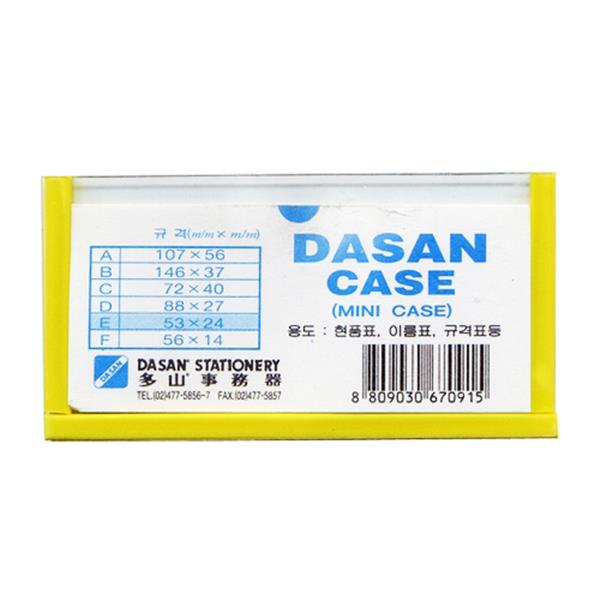 규 격(m/m × m/m)
A 107×56
B 146×37
C 72×40
D 88×27
E 53×24
F 56×14
DASAN
DASAN STATIONERY
多山事務器
TEL.(02)477-5856-7 FAX.(02)477-5857
DASAN
CASE
(MINI CASE)
용도 : 현품표, 이름표, 규격표등
8 809030 670915